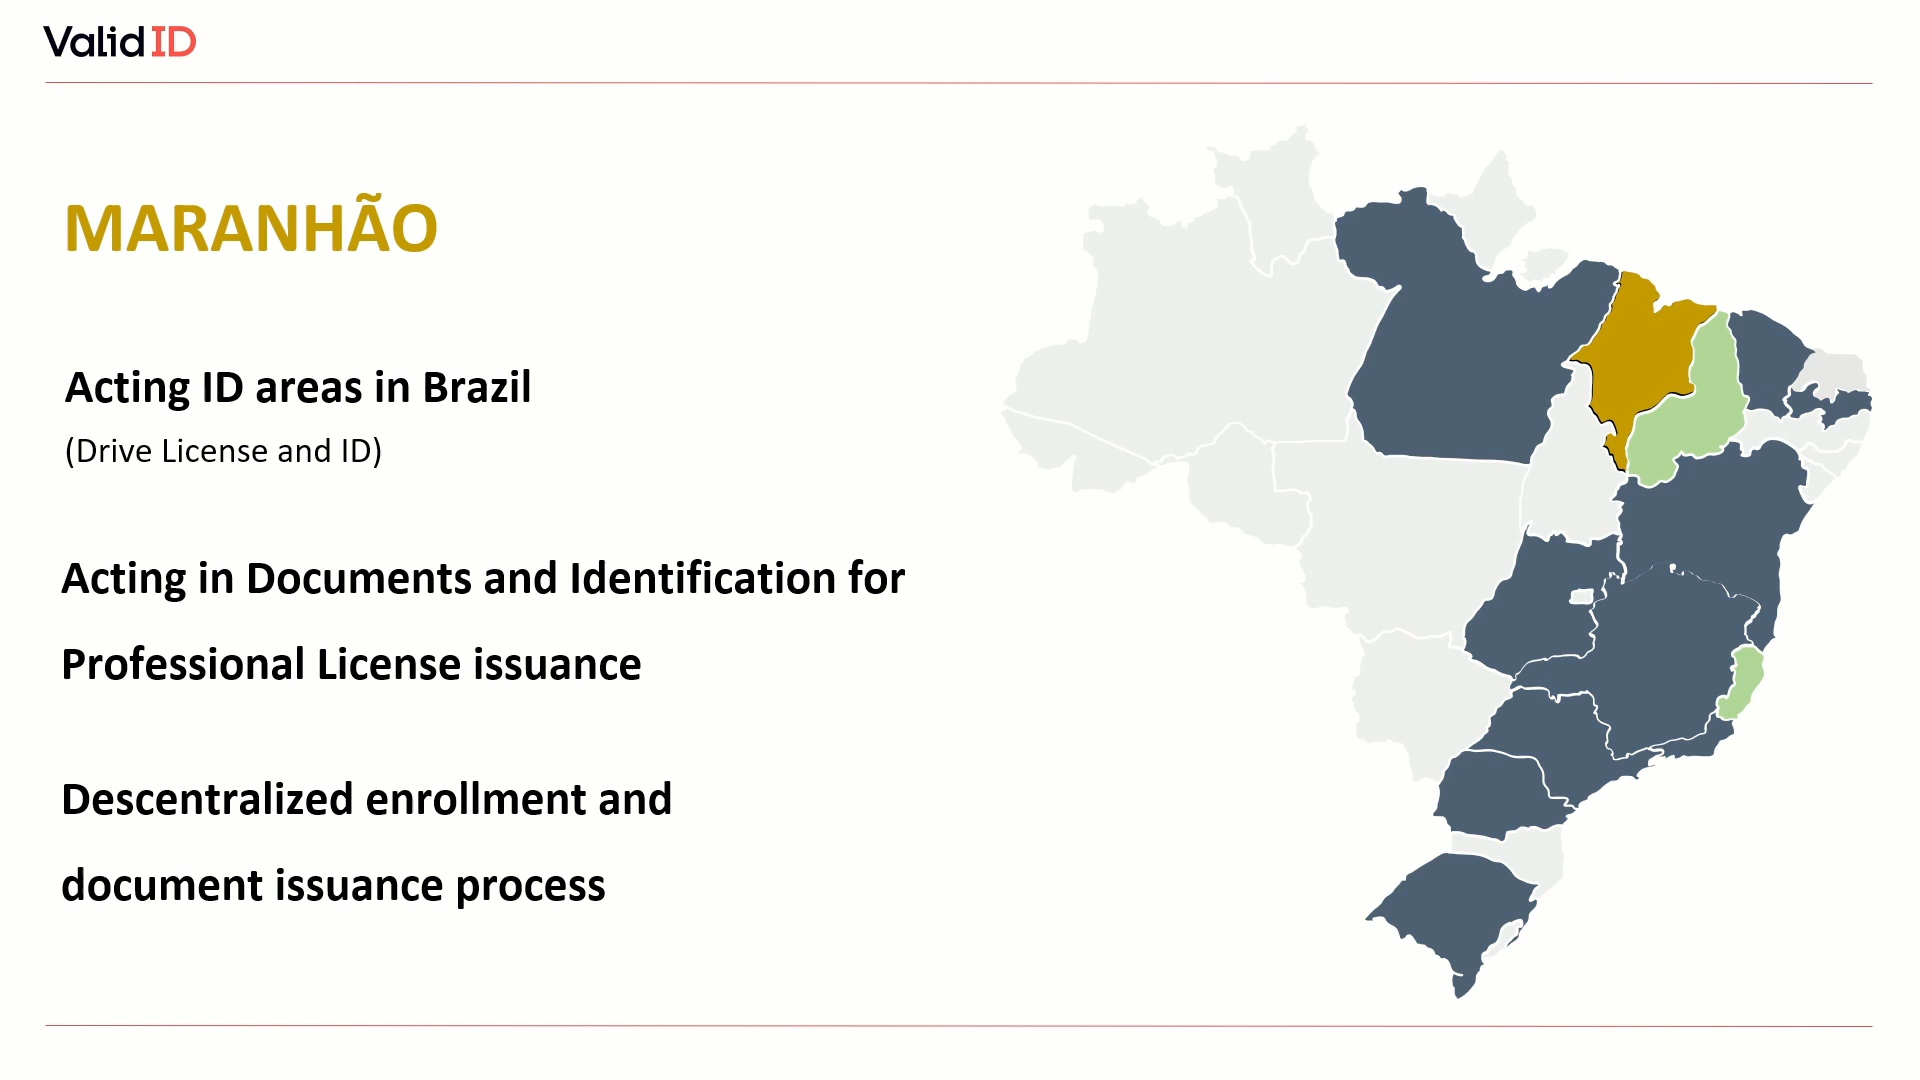 Valid ID
MARANHÃO
Acting ID areas in Brazil
(Drive License and ID)
Acting in Documents and Identification for
Professional License issuance
Descentralized enrollment and
document issuance process